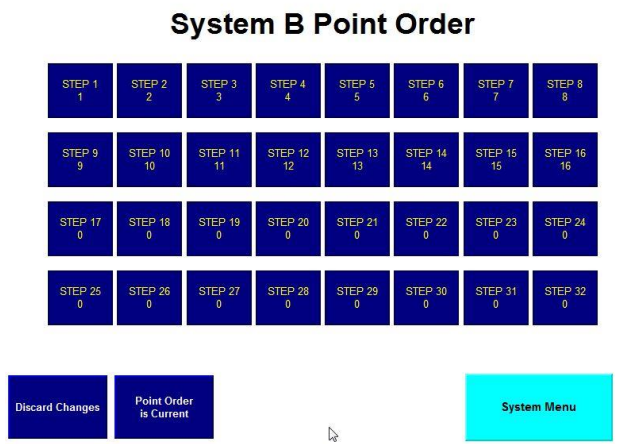 System B Point Order
STEP 1 STEP 2 STEP 3 STEP 4 STEP 5 STEP 6 STEP 7 STEP 8
1 2 3 4 5 6 7 8
STEP 9 STEP 10 STEP 11 STEP 12 STEP 13 STEP 14 STEP 15 STEP 16
9 10 11 12 13 14 15 16
STEP 17 STEP 18 STEP 19 STEP 20 STEP 21 STEP 22 STEP 23 STEP 24
0 0 0 0 0 0 0 0
STEP 25 STEP 26 STEP 27 STEP 28 STEP 29 STEP 30 STEP 31 STEP 32
0 0 0 0 0 0 0 0
Discard Changes
Point Order
is Current
System Menu